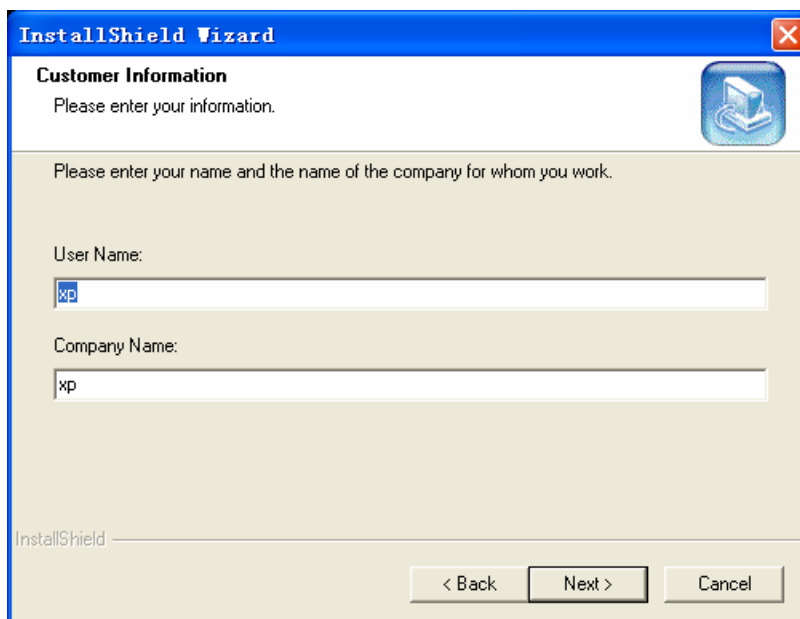 InstallShield Wizard
Customer Information
Please enter your information.
Please enter your name and the name of the company for whom you work.
User Name:
xp
Company Name:
xp
InstallShield
< Back Next > Cancel